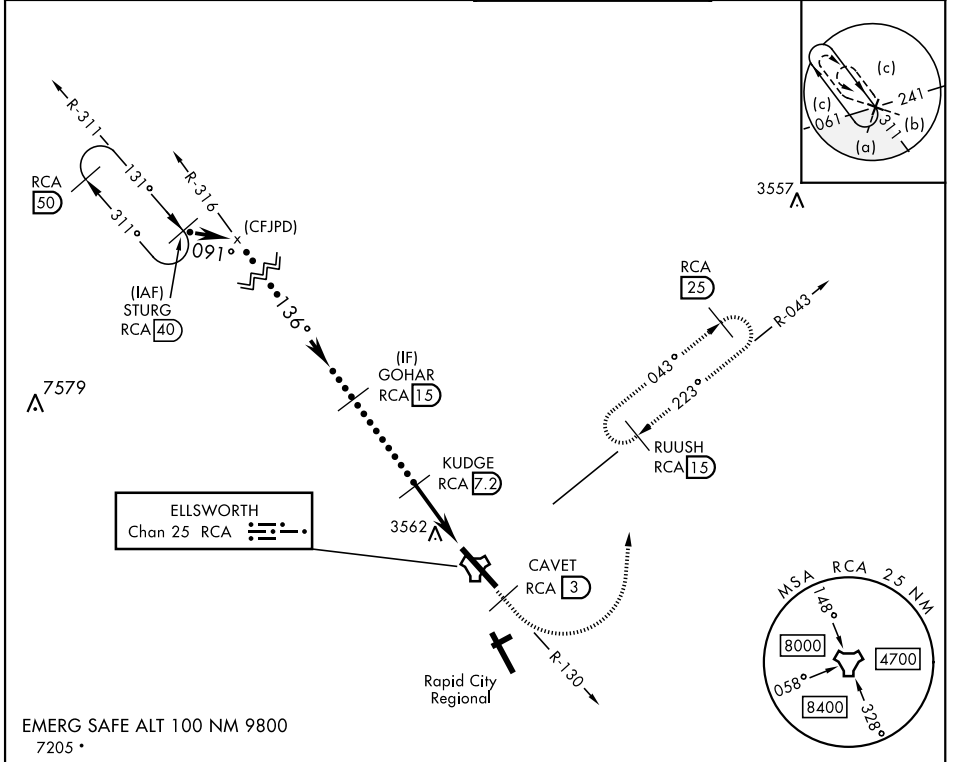 R-311
131°
311°
RCA
50
R-316
(CFJPD)
091°
(IAF)
STURG
RCA 40
136°
(IF)
GOHAR
RCA 15
KUDGE
RCA 7.2
7579
3562
ELLSWORTH
Chan 25 RCA
CAVET
RCA 3
R-130
Rapid City
Regional
RCA
25
R-043
043°
223°
RUUSH
RCA 15
3557
(c)
241
(c)
061
311
(b)
(a)
MSA RCA 25 NM
148°
8000
4700
058°
8400
328°
EMERG SAFE ALT 100 NM 9800
7205